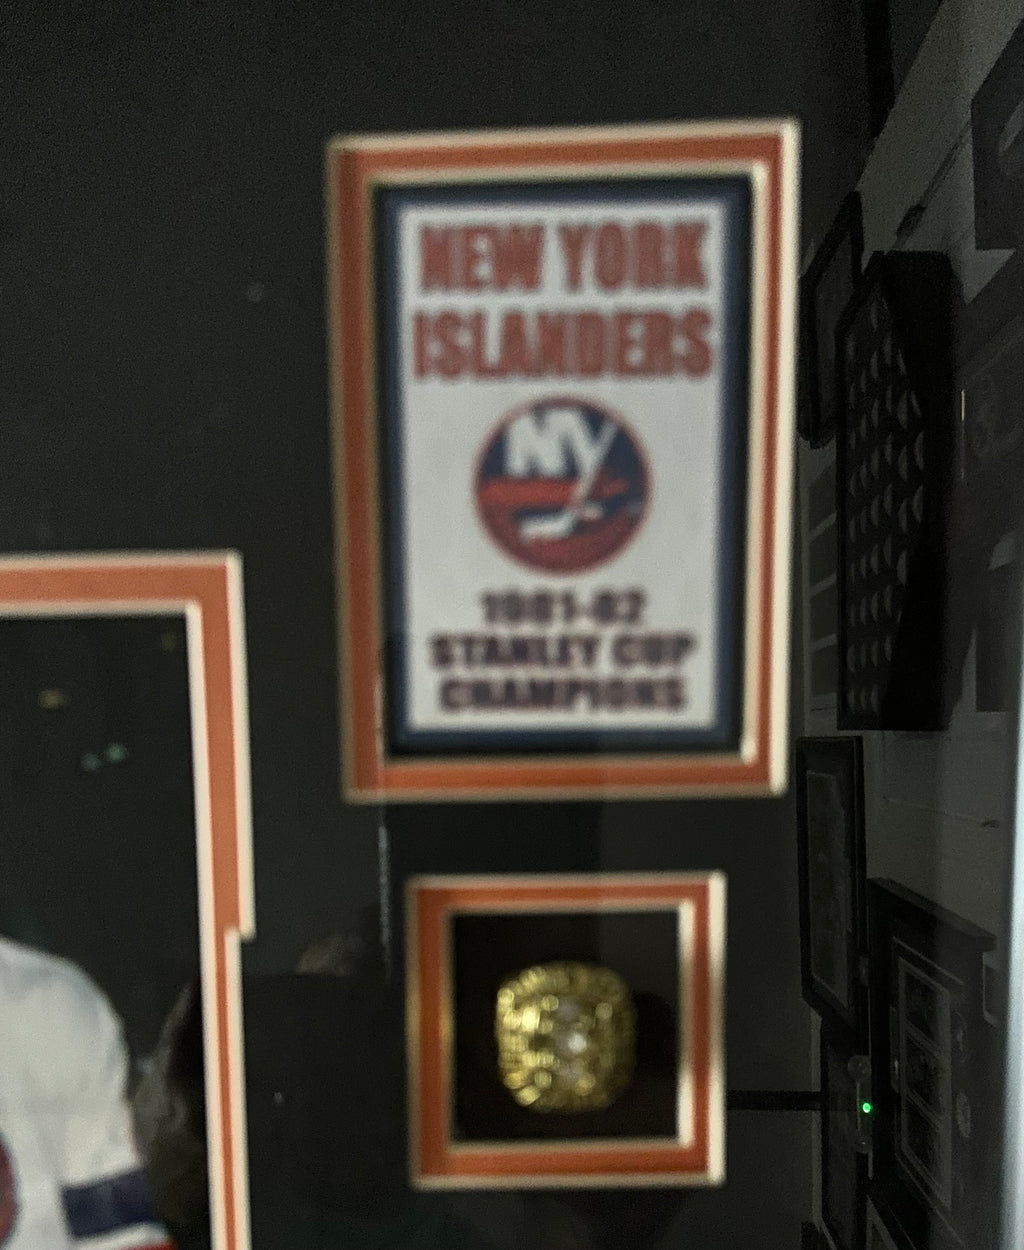 NEW YORK
ISLANDERS
NY
1981-82
STANLEY CUP
CHAMPIONS